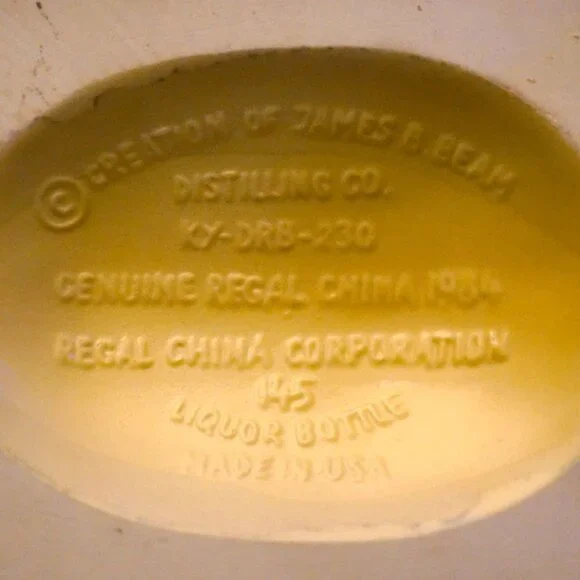 © CREATION OF JAMES B. BEAM
DISTILLING CO.
KY-DRB-230
GENUINE REGAL CHINA, 1984
REGAL CHINA CORPORATION
145
LIQUOR BOTTLE
MADE IN USA